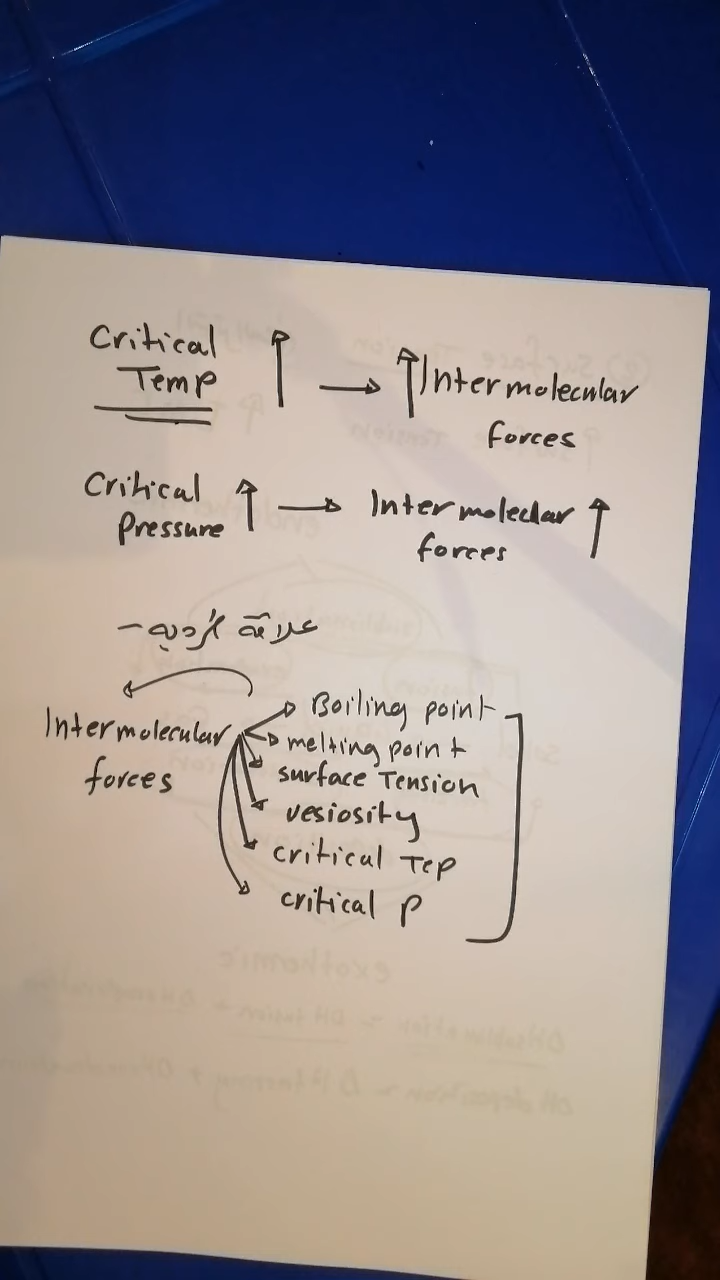 Critical
Temp ↑ → ↑ Intermolecular
forces
Critical
Pressure ↑ → Intermolecular ↑
forces
علاقة طردية -
Intermolecular
forces
Boiling point
melting point
surface Tension
vesiosity
critical Tep
critical p